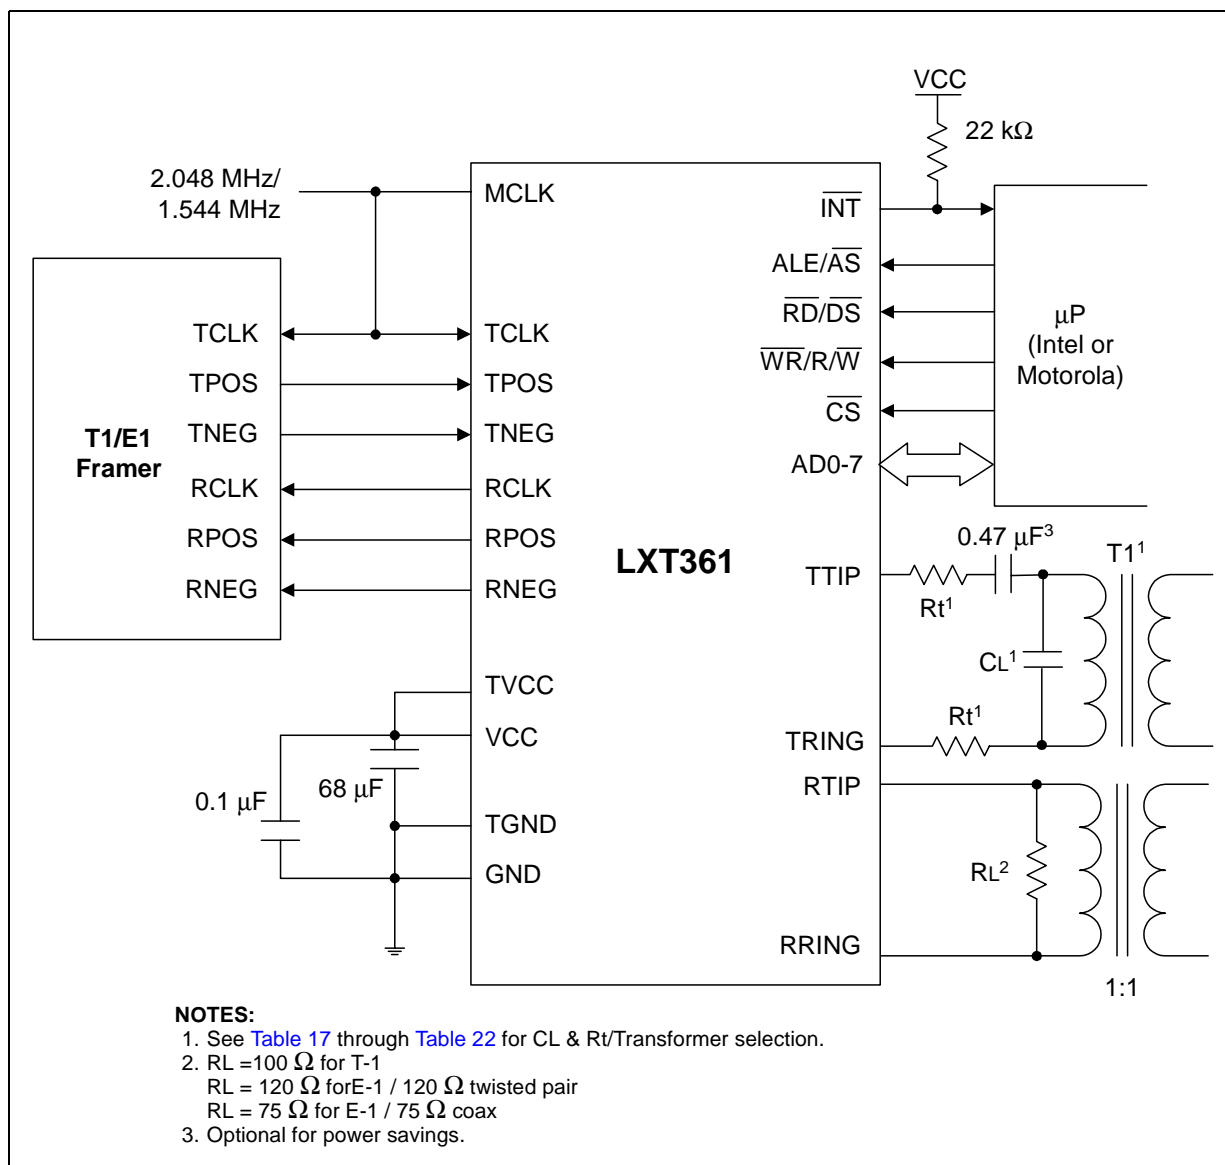 VCC
22 kΩ
2.048 MHz/
1.544 MHz
MCLK
INT
ALE/AS
RD/DS
WR/R/W
CS
AD0-7
μP
(Intel or
Motorola)
T1/E1
Framer
TCLK
TPOS
TNEG
RCLK
RPOS
RNEG
TCLK
TPOS
TNEG
RCLK
RPOS
RNEG
LXT361
0.47 μF3
T1¹
TTIP
Rt¹
CL¹
Rt¹
TRING
TVCC
VCC
68 μF
0.1 μF
TGND
GND
RTIP
RL²
RRING
1:1
NOTES:
1. See Table 17 through Table 22 for CL & Rt/Transformer selection.
2. RL =100 Ω for T-1
RL = 120 Ω forE-1 / 120 Ω twisted pair
RL = 75 Ω for E-1 / 75 Ω coax
3. Optional for power savings.